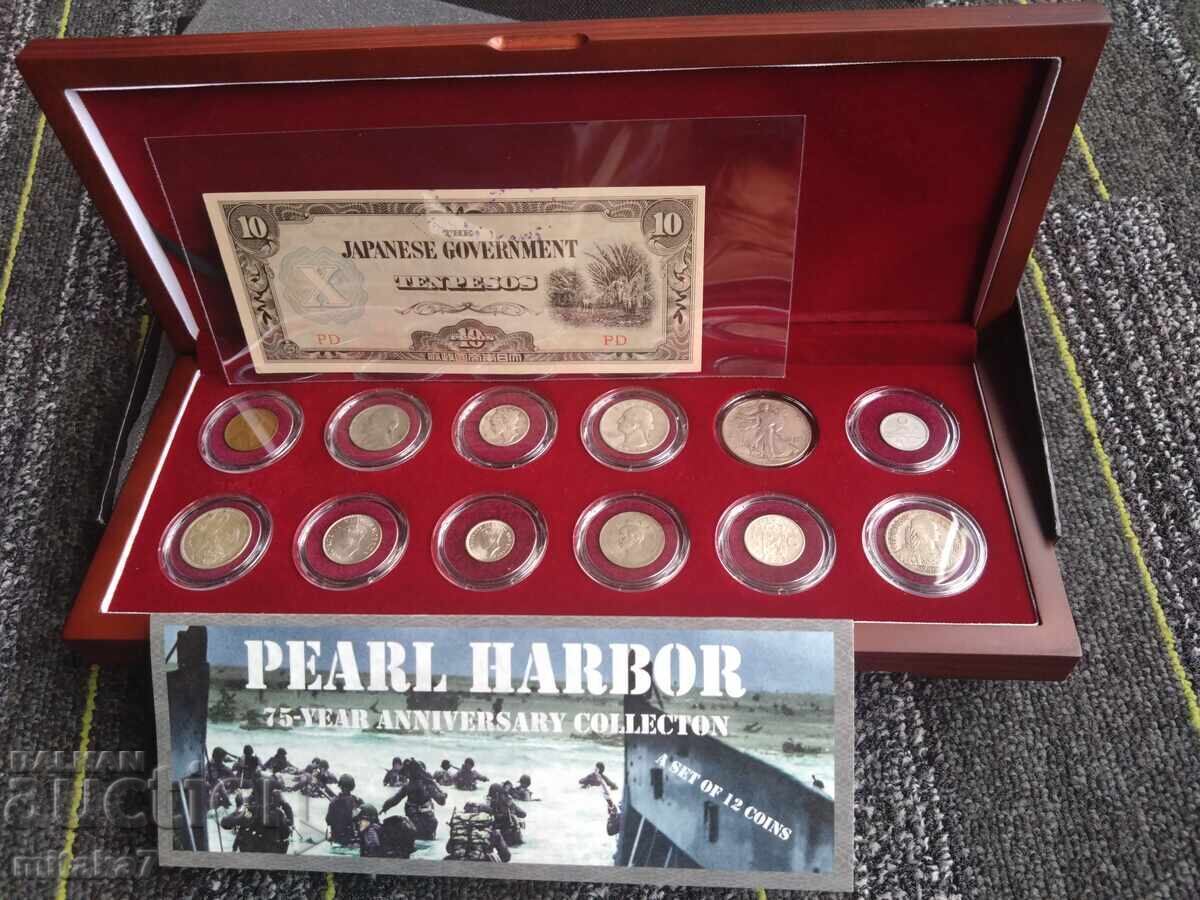 10
THE
10
JAPANESE GOVERNMENT
TEN PESOS
X
PD
10
PD
PEARL HARBOR
75-YEAR ANNIVERSARY COLLECTON
A SET OF 12 COINS
BALKAN
auction
mitaka7